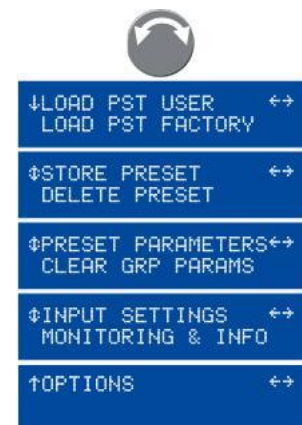 ↓LOAD PST USER ↔
LOAD PST FACTORY
⇕STORE PRESET ↔
DELETE PRESET
⇕PRESET PARAMETERS↔
CLEAR GRP PARAMS
⇕INPUT SETTINGS ↔
MONITORING & INFO
↑OPTIONS ↔